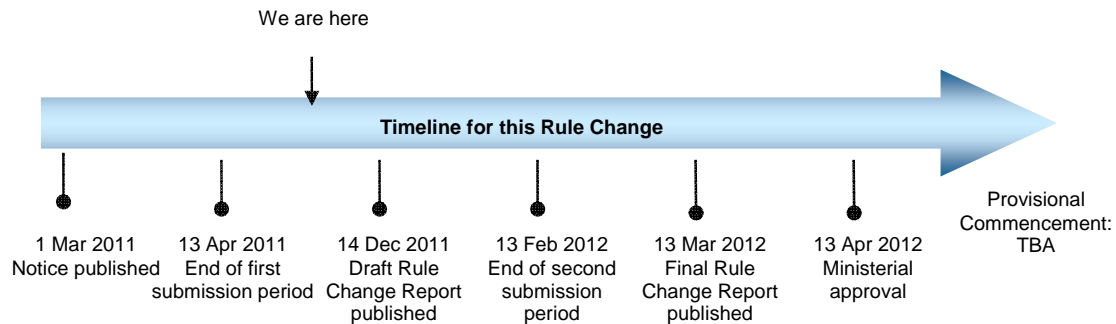 We are here
Timeline for this Rule Change
1 Mar 2011
Notice published
13 Apr 2011
End of first
submission period
14 Dec 2011
Draft Rule
Change Report
published
13 Feb 2012
End of second
submission
period
13 Mar 2012
Final Rule
Change Report
published
13 Apr 2012
Ministerial
approval
Provisional
Commencement:
TBA